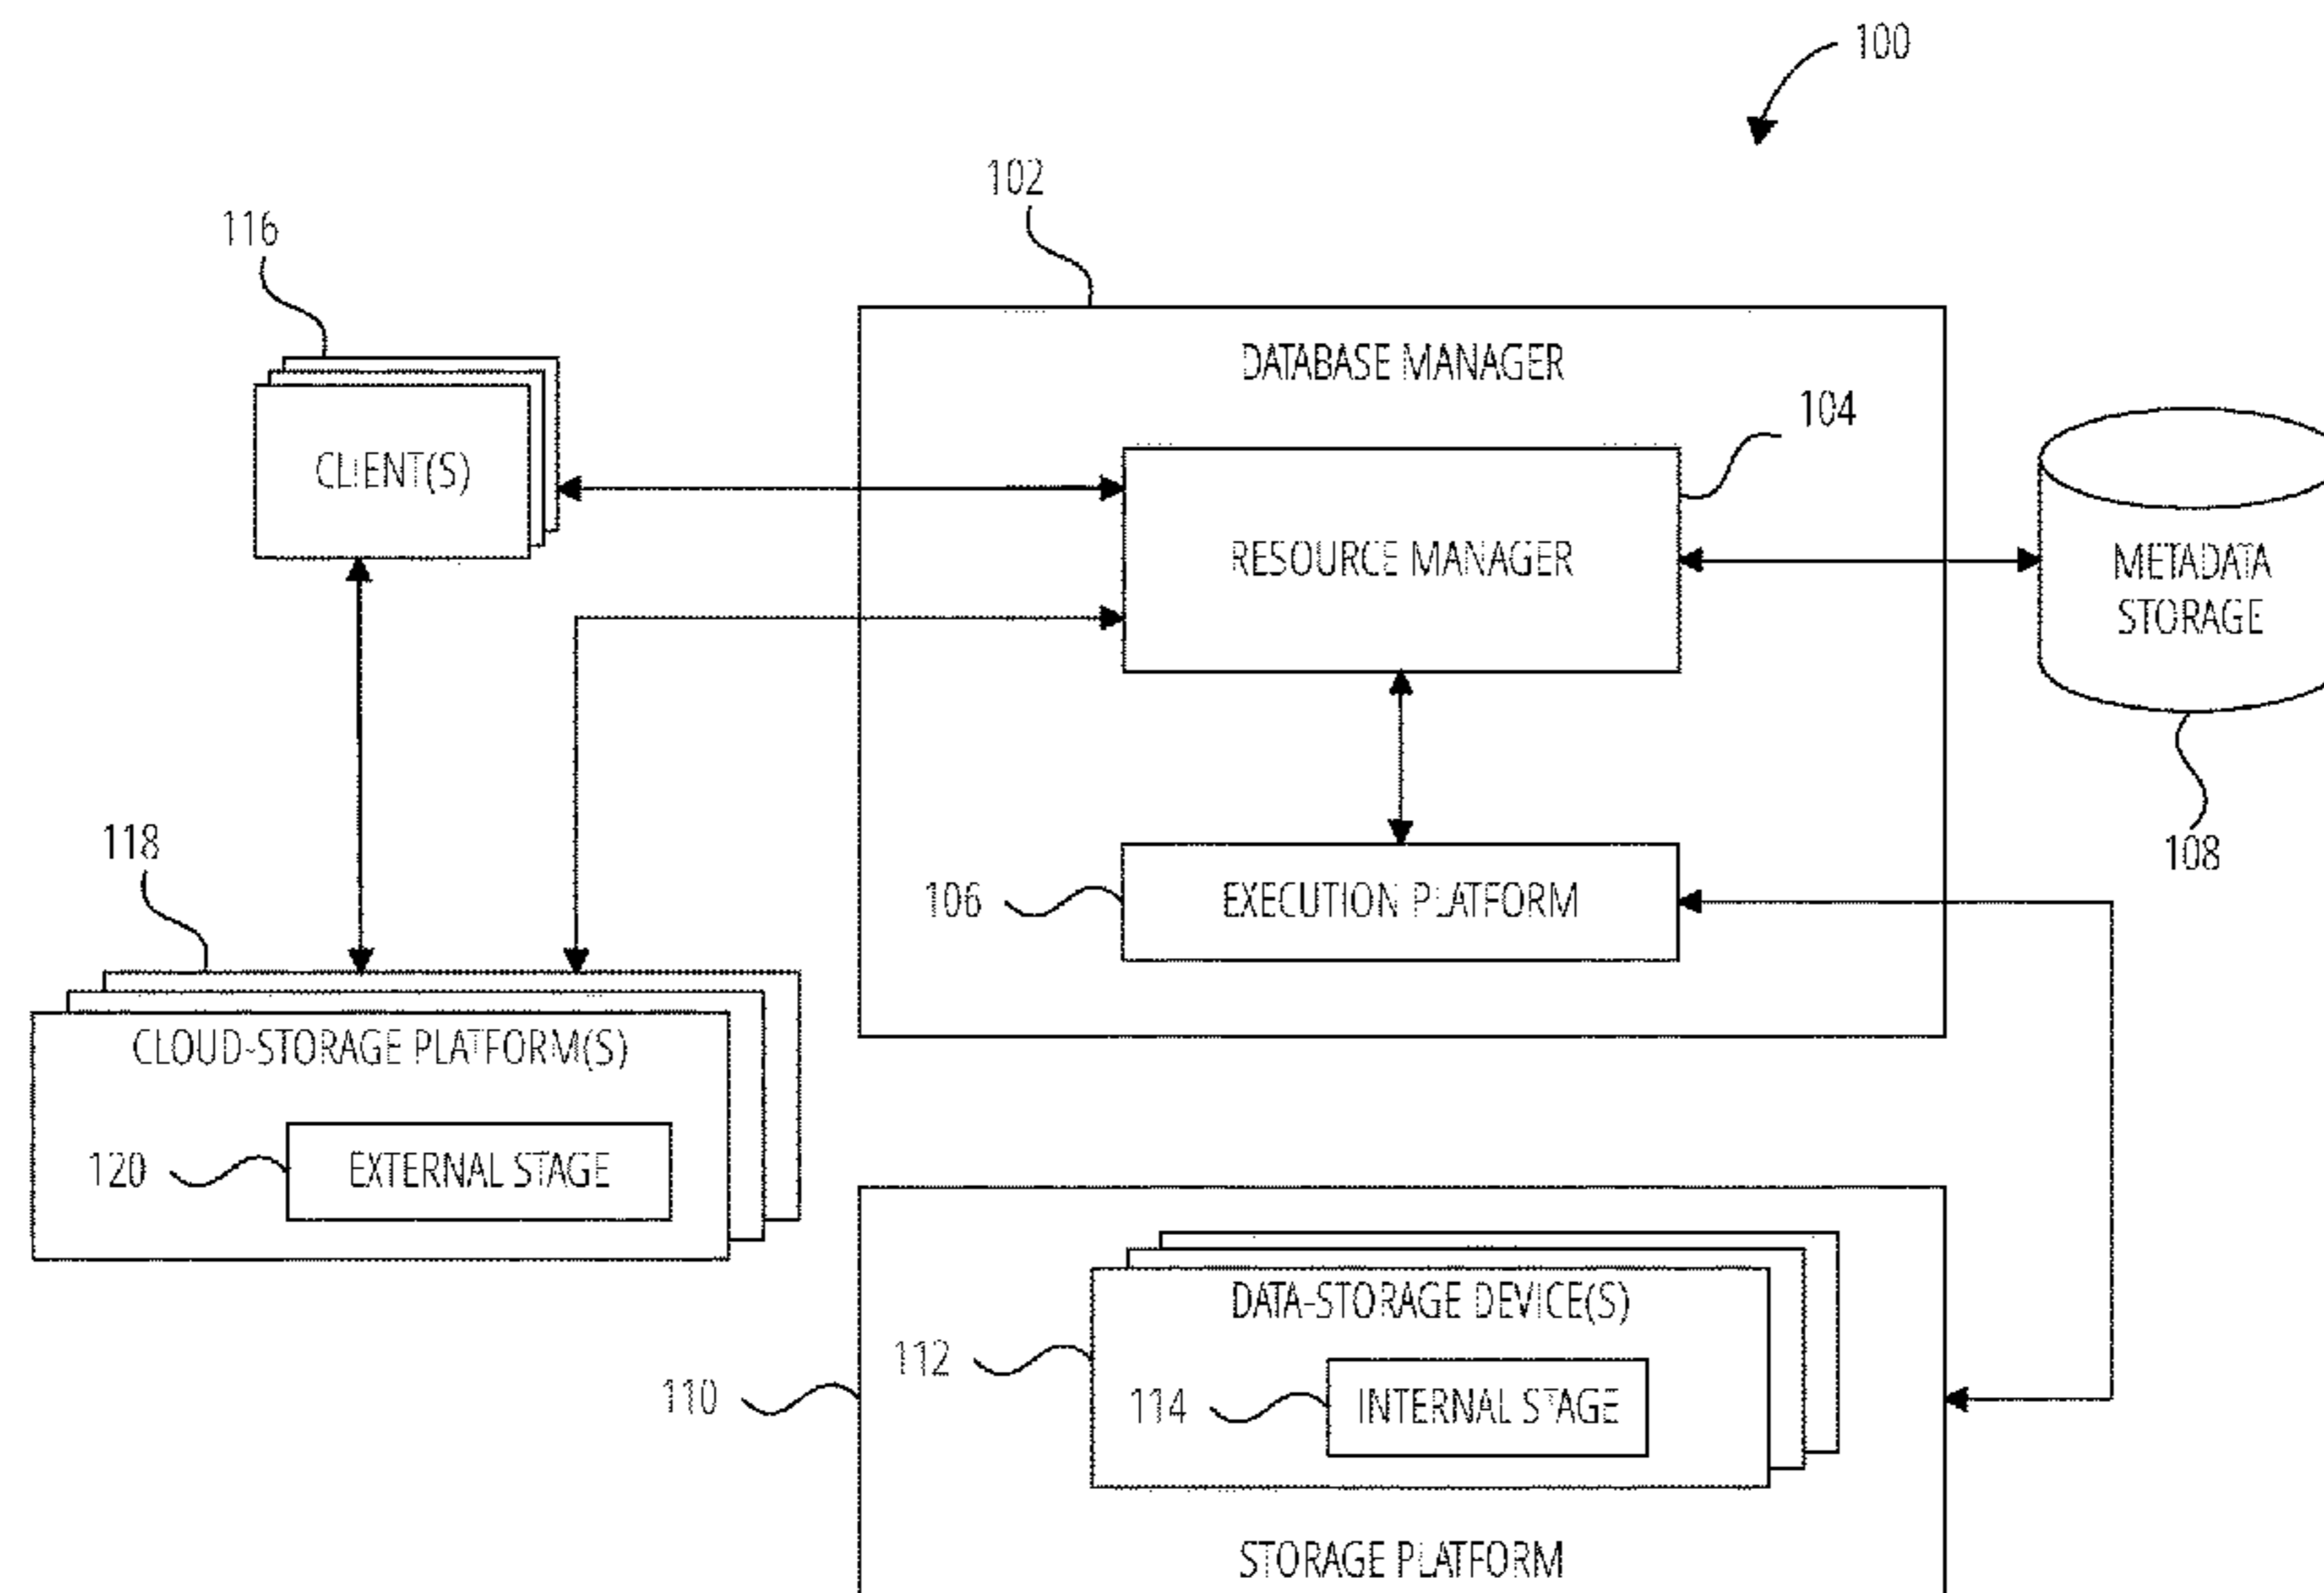 100
102
116
DATABASE MANAGER
104
CLIENT(S)
RESOURCE MANAGER
METADATA
STORAGE
118
108
106
EXECUTION PLATFORM
CLOUD-STORAGE PLATFORM(S)
120
EXTERNAL STAGE
DATA-STORAGE DEVICE(S)
112
110
114
INTERNAL STAGE
STORAGE PLATFORM